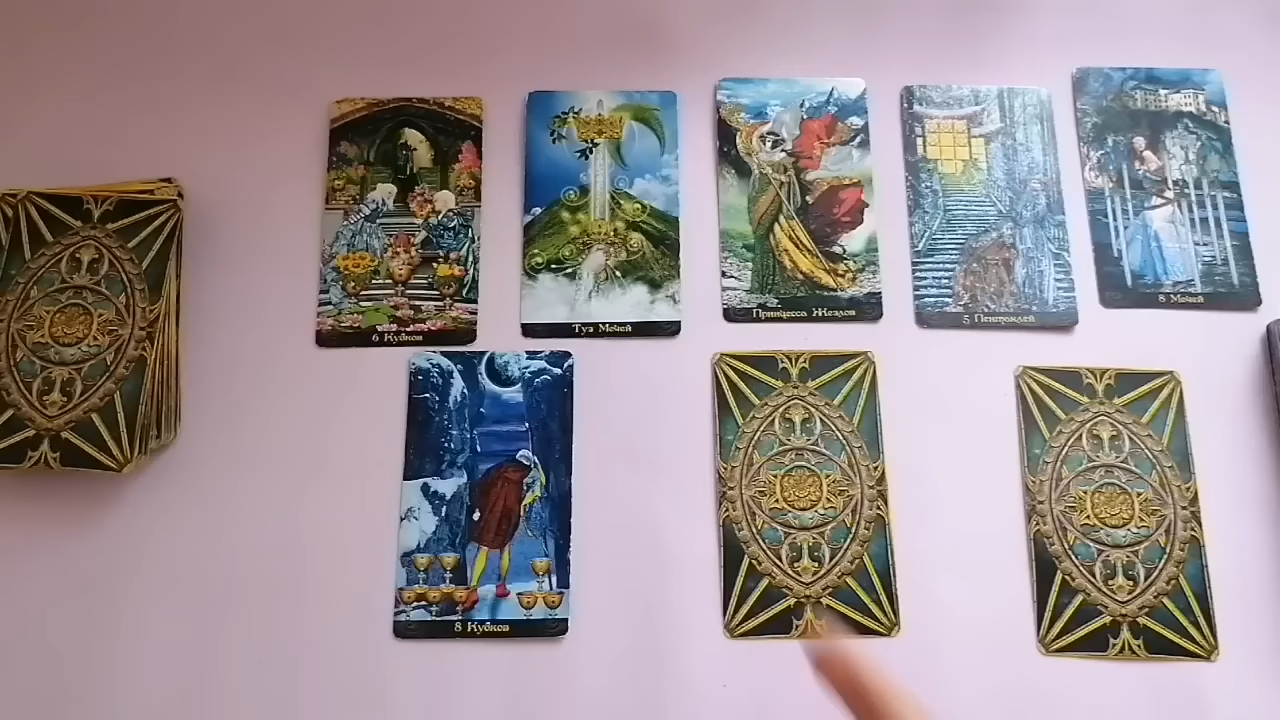 6 Кубков
Туз Мечей
Принцесса Жезлов
5 Пентаклей
8 Мечей
8 Кубков